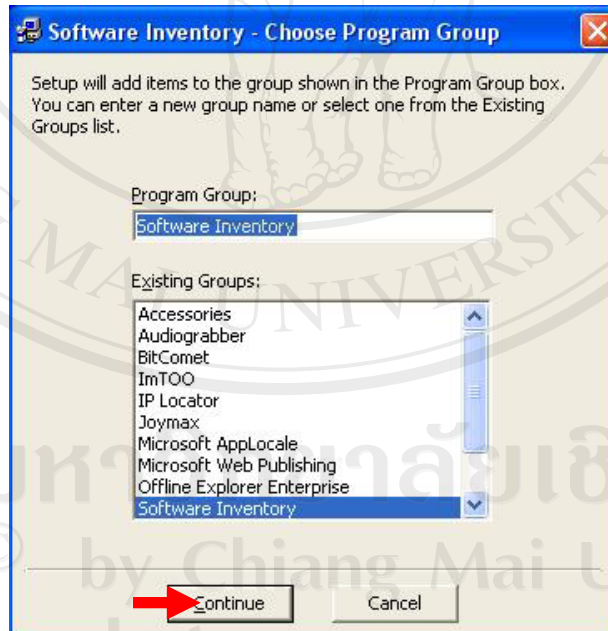 Software Inventory - Choose Program Group
Setup will add items to the group shown in the Program Group box.
You can enter a new group name or select one from the Existing
Groups list.
Program Group:
Software Inventory
Existing Groups:
Accessories
Audiograbber
BitComet
ImTOO
IP Locator
Joymax
Microsoft AppLocale
Microsoft Web Publishing
Offline Explorer Enterprise
Software Inventory
Continue
Cancel
MAI UNIVERSITY
© by Chiang Mai U